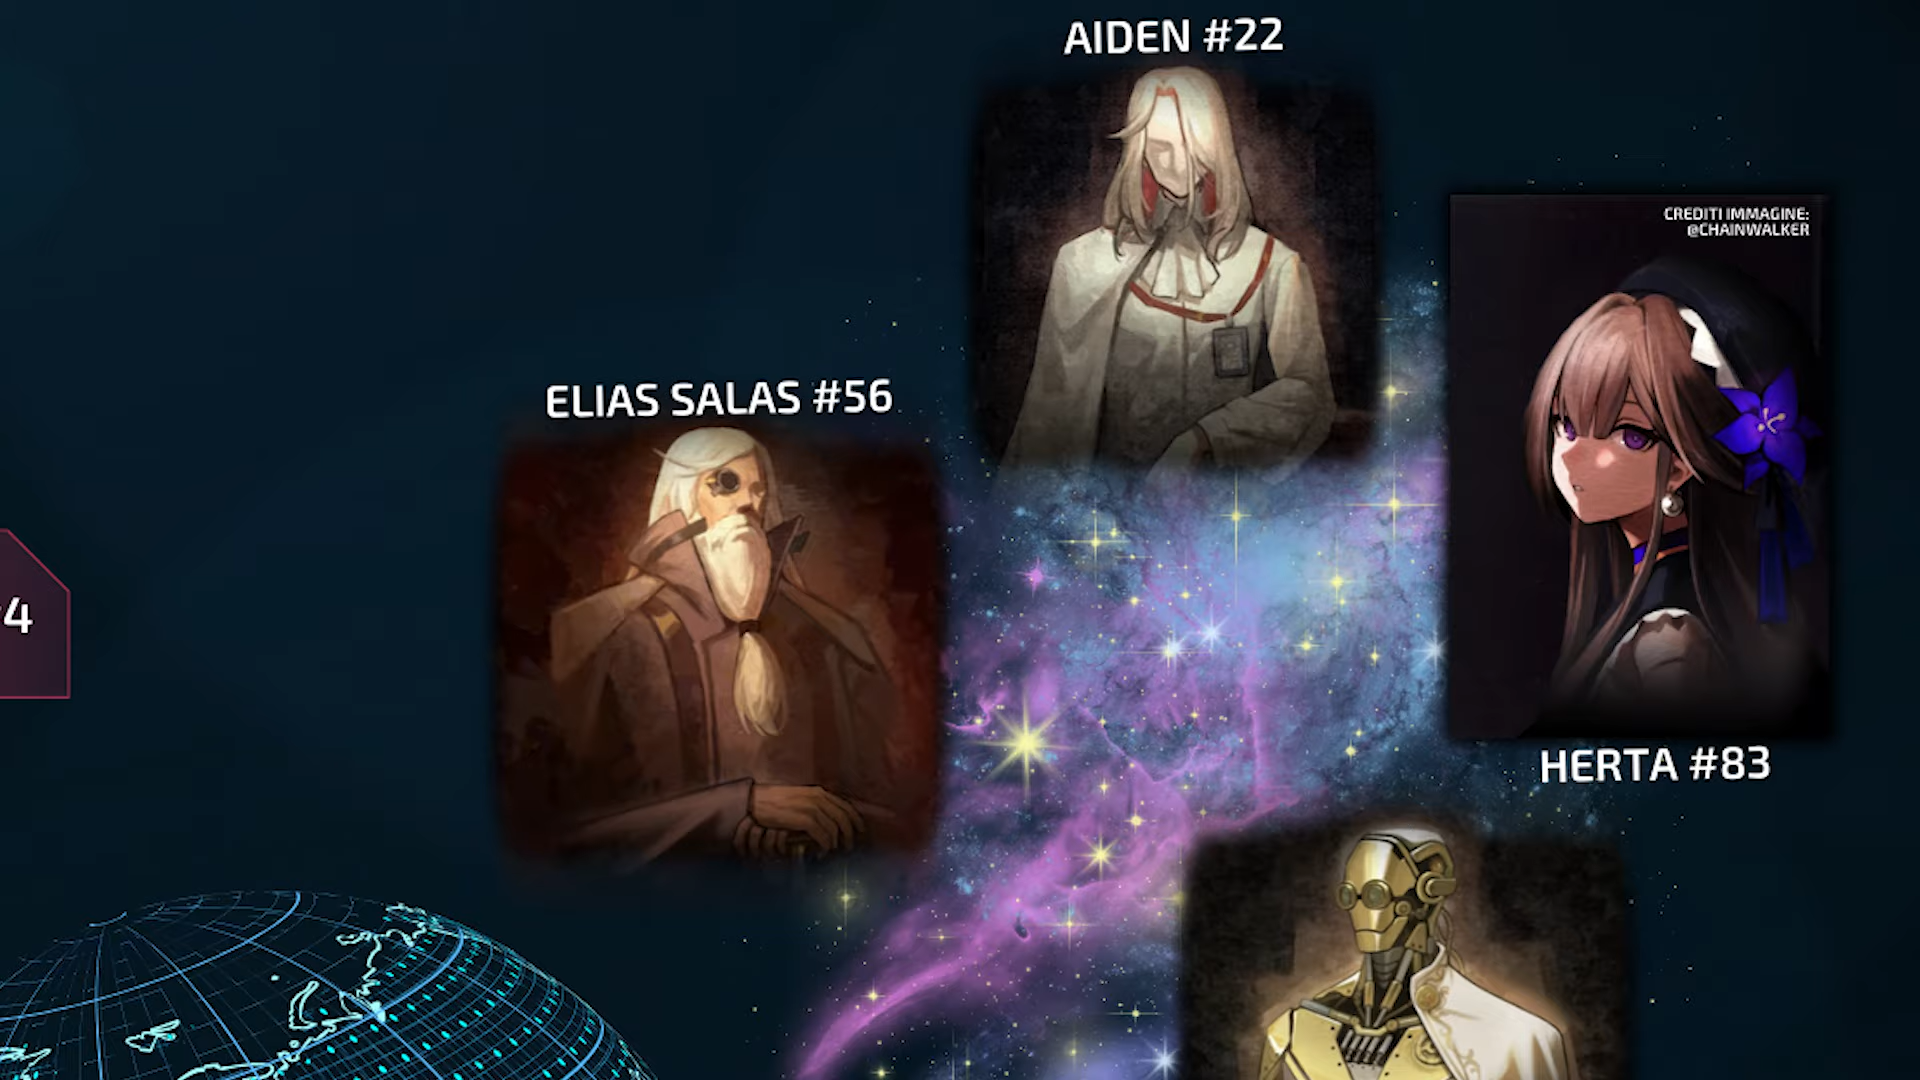 AIDEN #22
CREDITI IMMAGINE:
@CHAINWALKER
ELIAS SALAS #56
4
HERTA #83